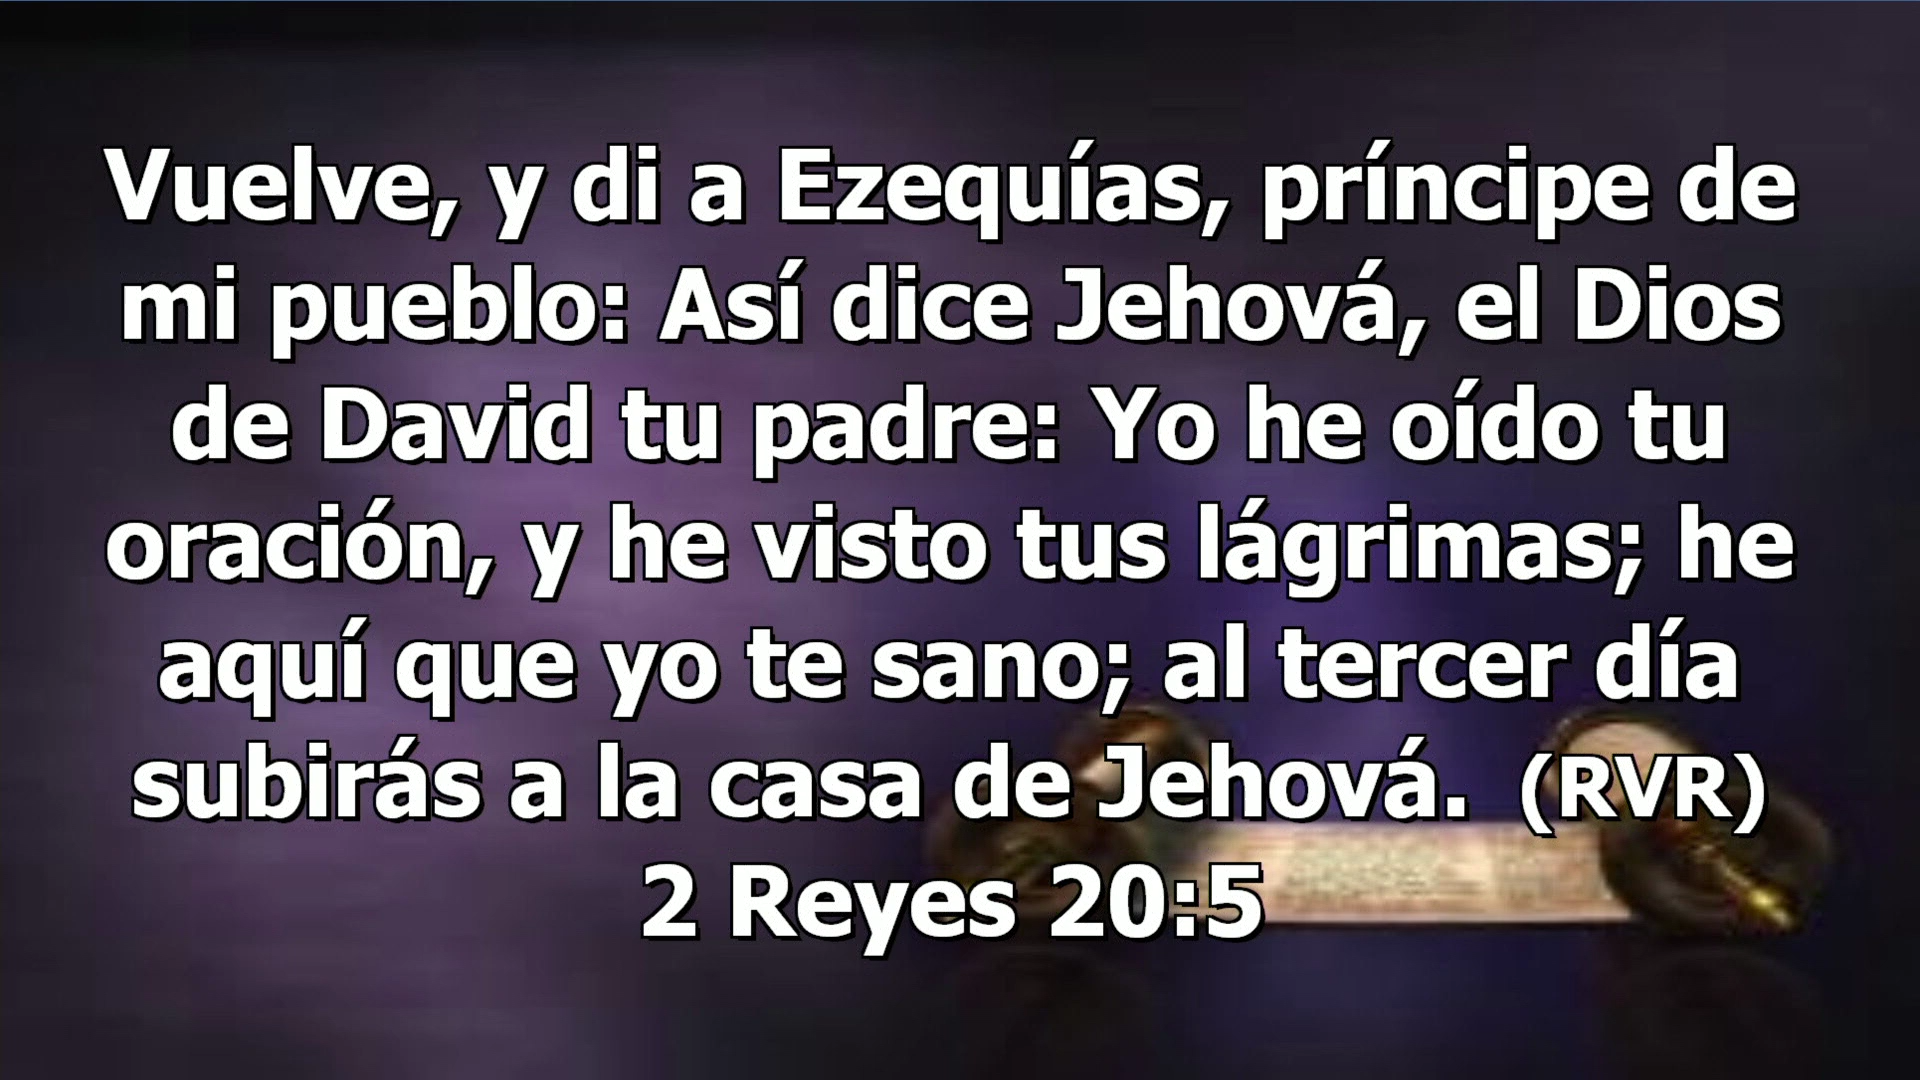 Vuelve, y di a Ezequías, príncipe de
mi pueblo: Así dice Jehová, el Dios
de David tu padre: Yo he oído tu
oración, y he visto tus lágrimas; he
aquí que yo te sano; al tercer día
subirás a la casa de Jehová. (RVR)
2 Reyes 20:5